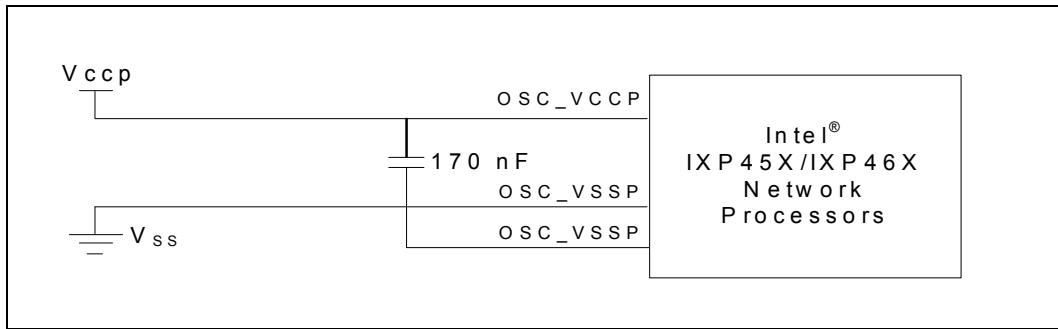 Vccp
OSC_VCCP
170 nF
OSC_VSSP
OSC_VSSP
VSS
Intel®
IXP45X/IXP46X
Network
Processors